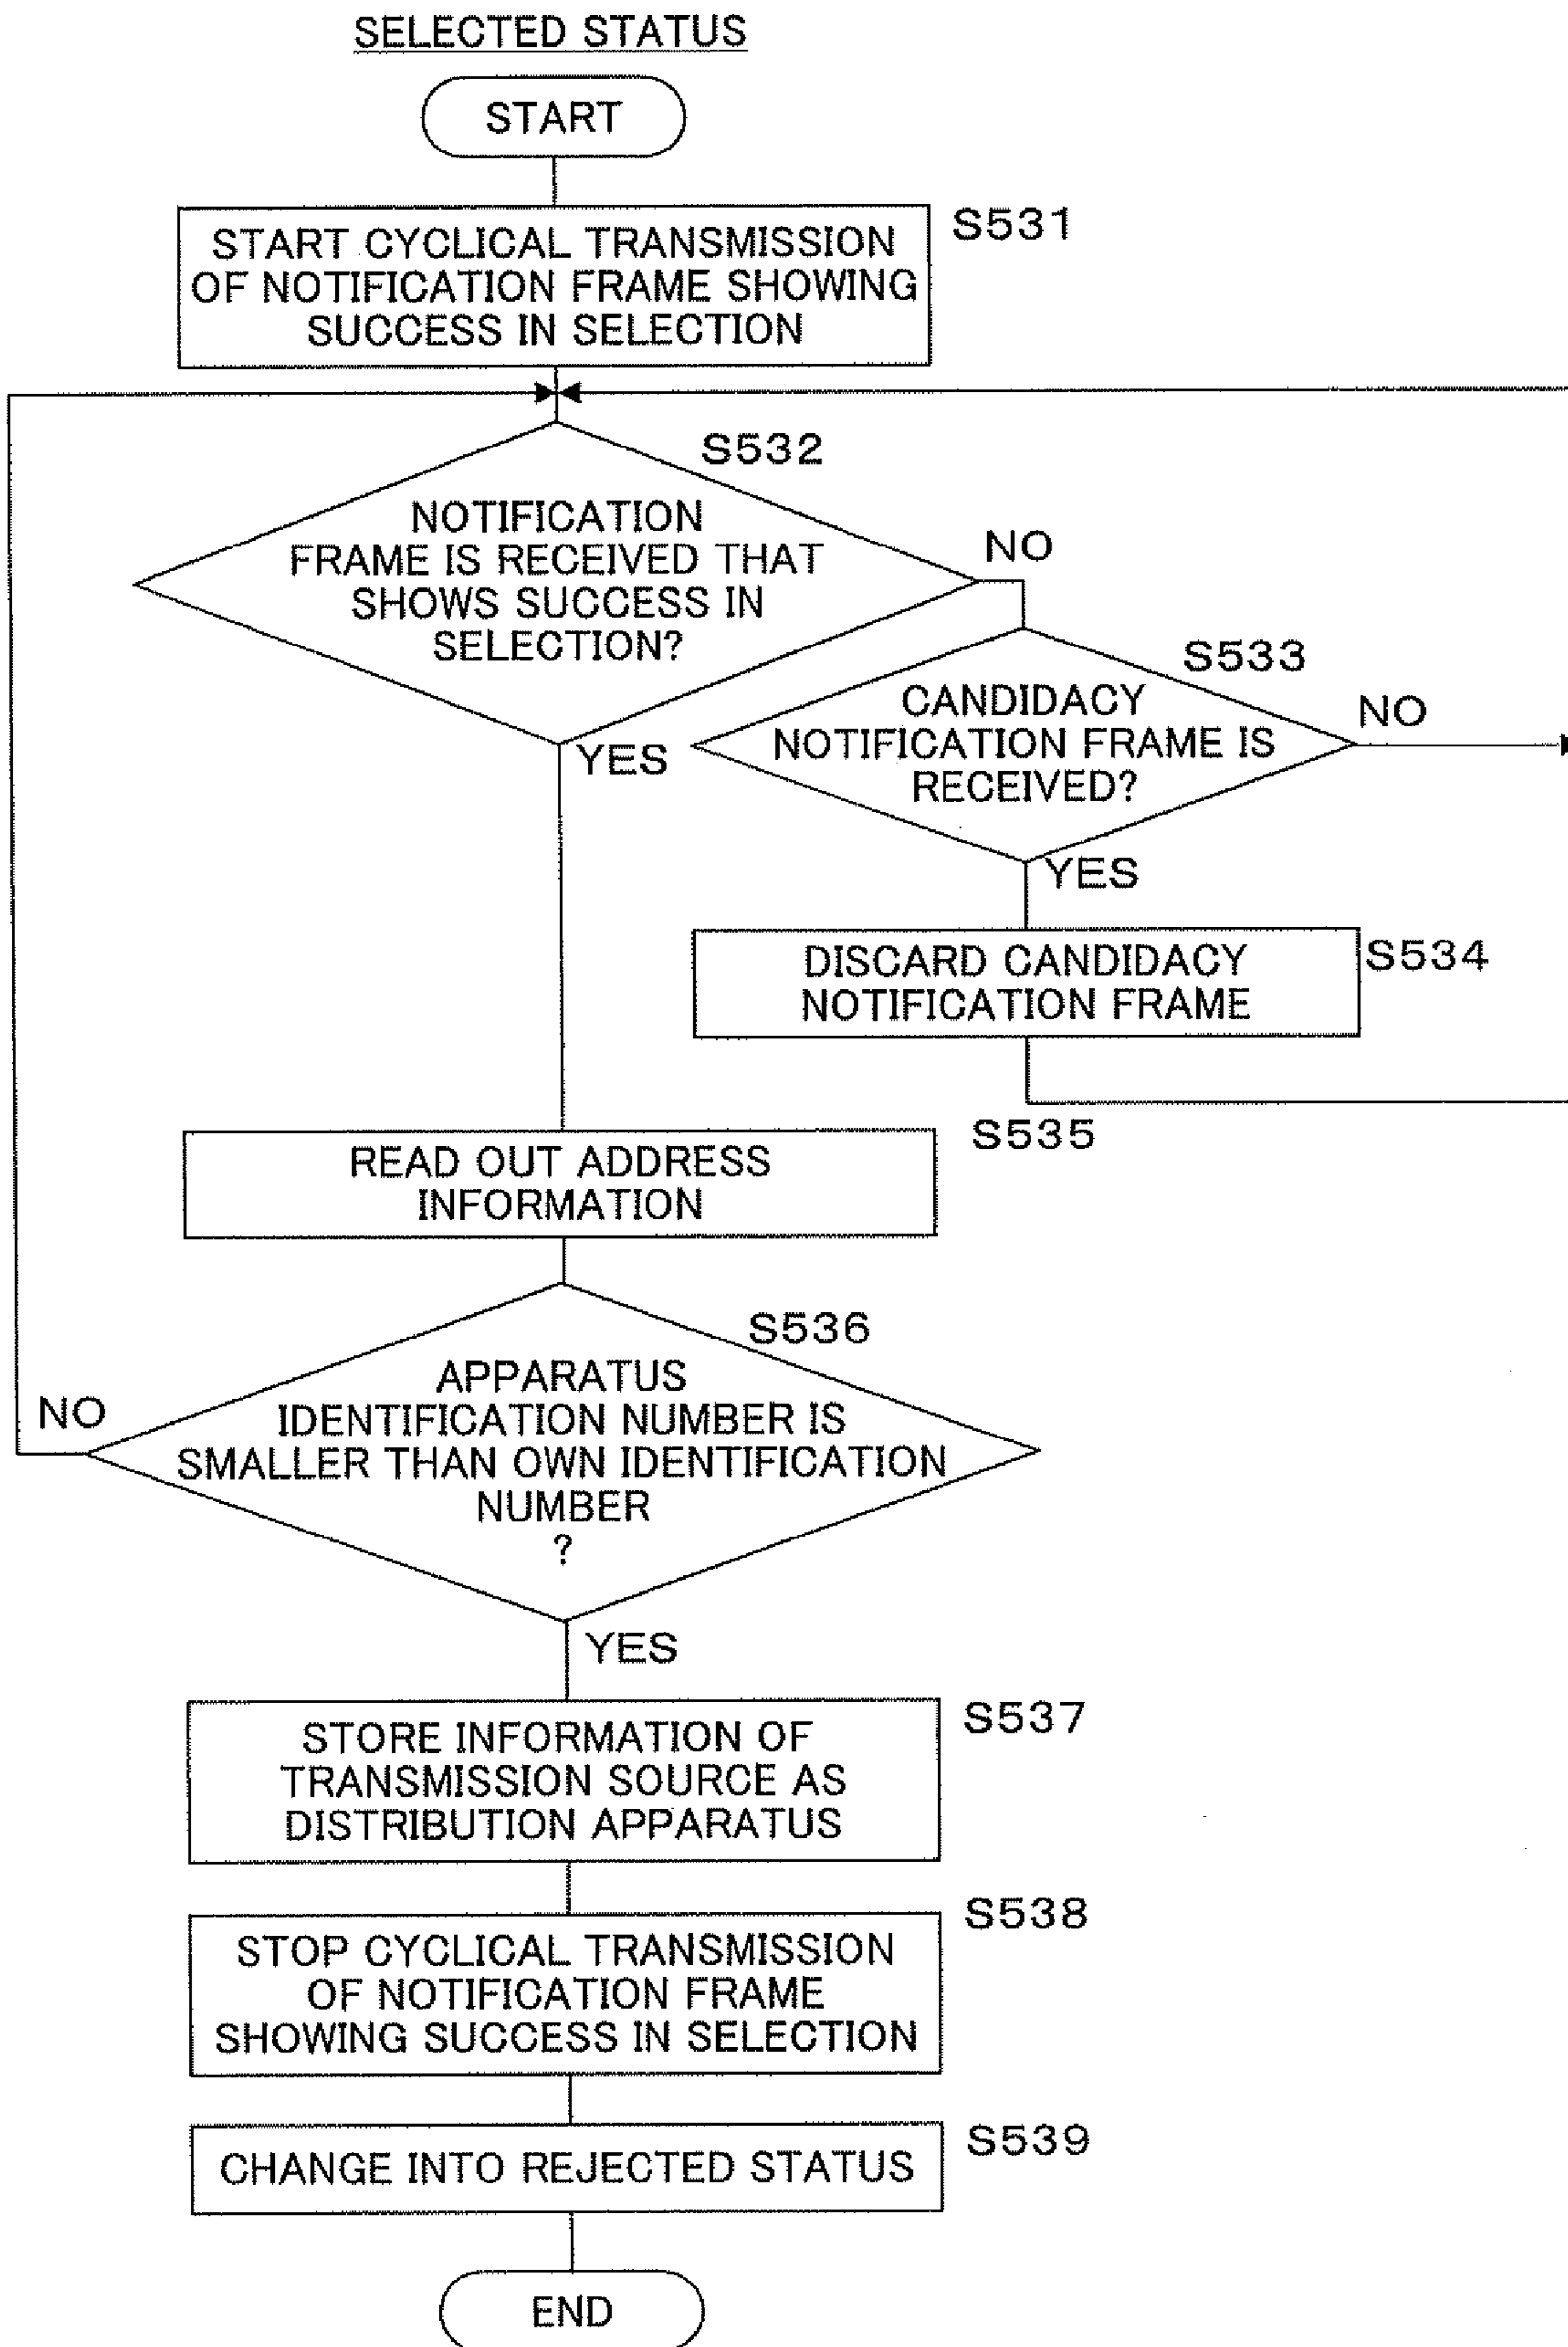 SELECTED STATUS
START
S531
START CYCLICAL TRANSMISSION
OF NOTIFICATION FRAME SHOWING
SUCCESS IN SELECTION
S532
NOTIFICATION
FRAME IS RECEIVED THAT
SHOWS SUCCESS IN
SELECTION?
NO
YES
S533
CANDIDACY
NOTIFICATION FRAME IS
RECEIVED?
NO
YES
S534
DISCARD CANDIDACY
NOTIFICATION FRAME
S535
READ OUT ADDRESS
INFORMATION
S536
APPARATUS
IDENTIFICATION NUMBER IS
SMALLER THAN OWN IDENTIFICATION
NUMBER
?
NO
YES
S537
STORE INFORMATION OF
TRANSMISSION SOURCE AS
DISTRIBUTION APPARATUS
S538
STOP CYCLICAL TRANSMISSION
OF NOTIFICATION FRAME
SHOWING SUCCESS IN SELECTION
S539
CHANGE INTO REJECTED STATUS
END